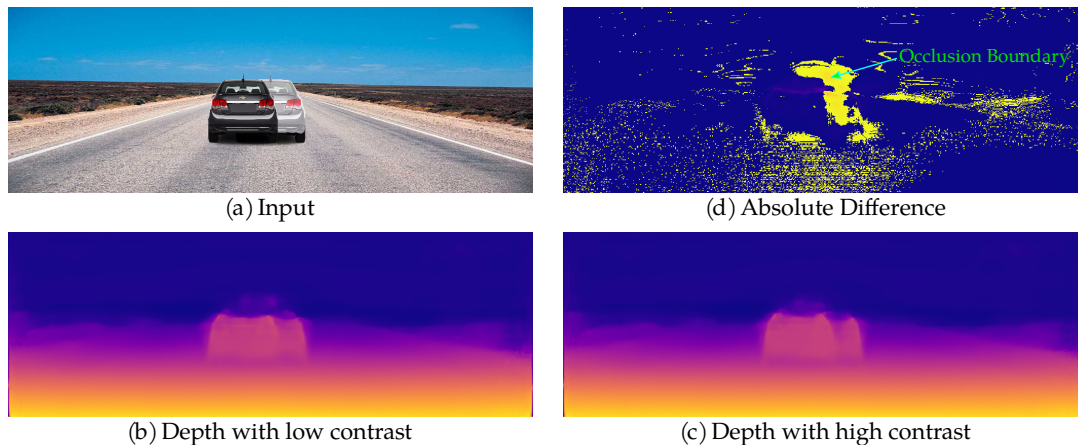 Occlusion Boundary
(a) Input
(d) Absolute Difference
(b) Depth with low contrast
(c) Depth with high contrast